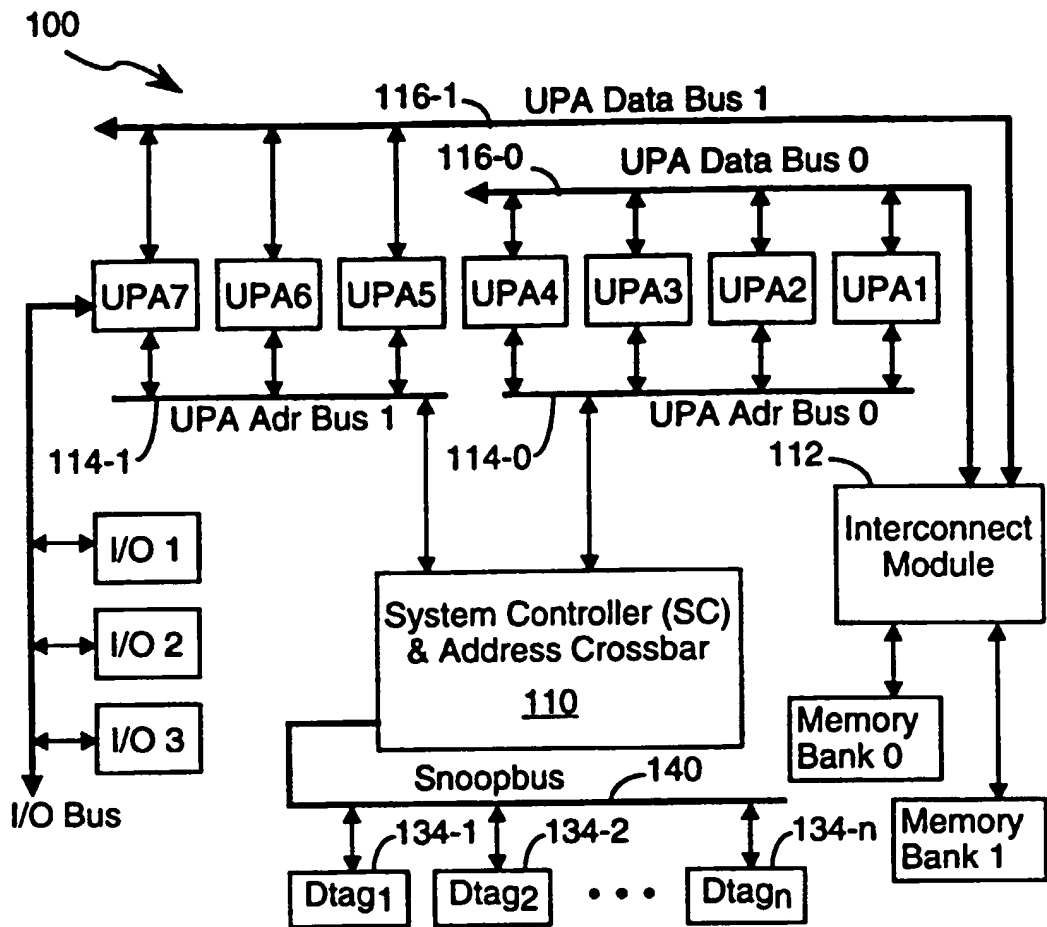 100
116-1
UPA Data Bus 1
116-0
UPA Data Bus 0
UPA7
UPA6
UPA5
UPA4
UPA3
UPA2
UPA1
UPA Adr Bus 1
UPA Adr Bus 0
114-1
114-0
112
Interconnect
Module
I/O 1
I/O 2
I/O 3
I/O Bus
System Controller (SC)
& Address Crossbar
110
Memory
Bank 0
Memory
Bank 1
Snoopbus
140
134-1
134-2
134-n
Dtag1
Dtag2
• • •
Dtagn